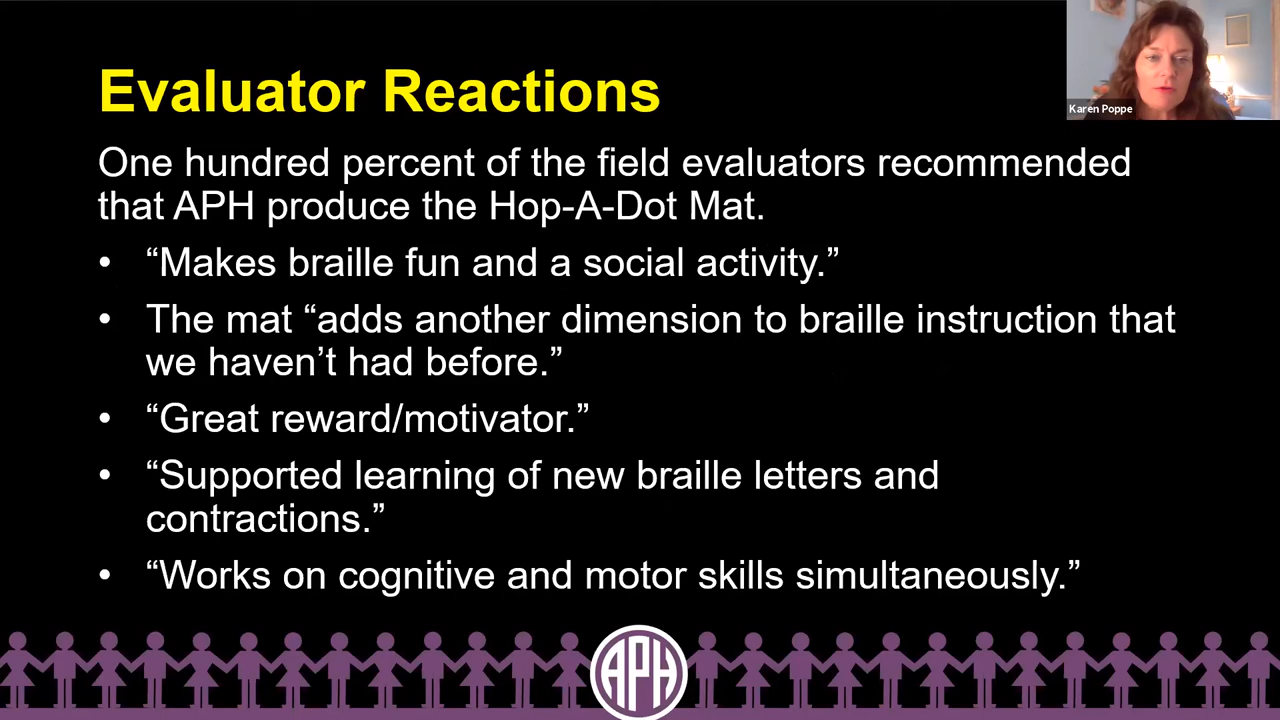 Evaluator Reactions
Karen Poppe
One hundred percent of the field evaluators recommended
that APH produce the Hop-A-Dot Mat.
• “Makes braille fun and a social activity.”
• The mat “adds another dimension to braille instruction that
we haven’t had before.”
• “Great reward/motivator.”
• “Supported learning of new braille letters and
contractions.”
• “Works on cognitive and motor skills simultaneously.”
APH